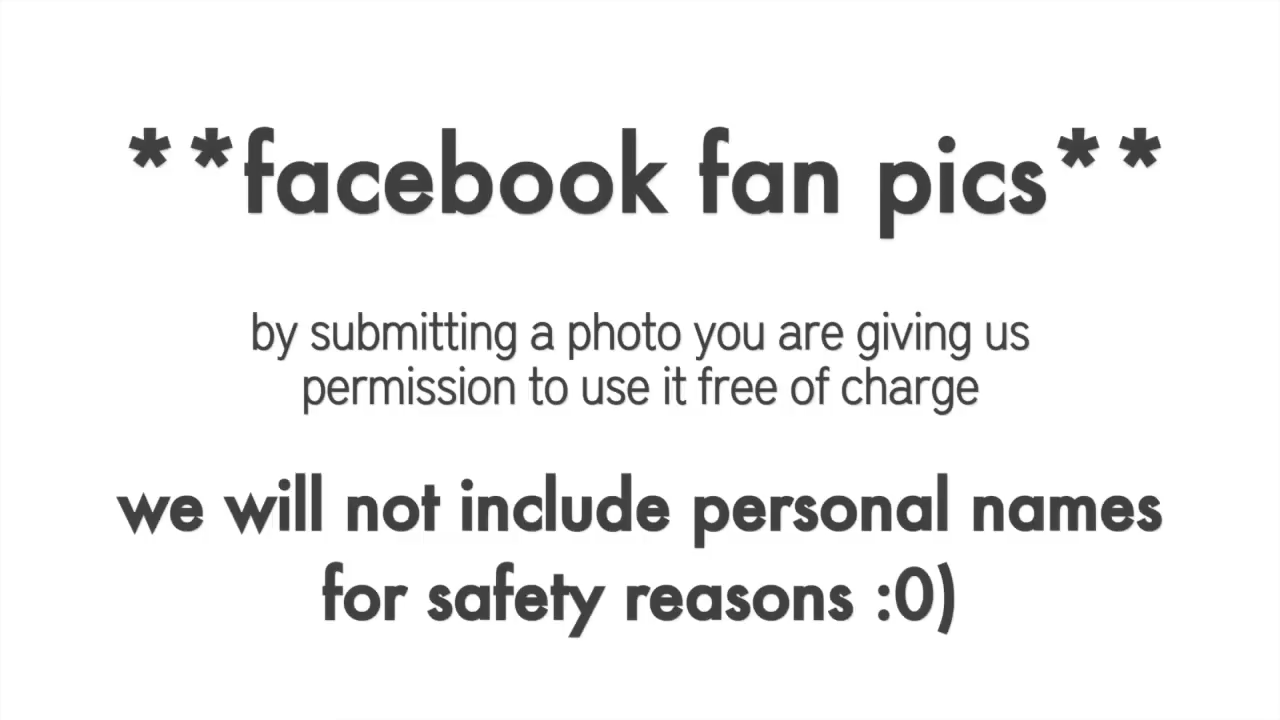 **facebook fan pics**
by submitting a photo you are giving us
permission to use it free of charge
we will not include personal names
for safety reasons :0)